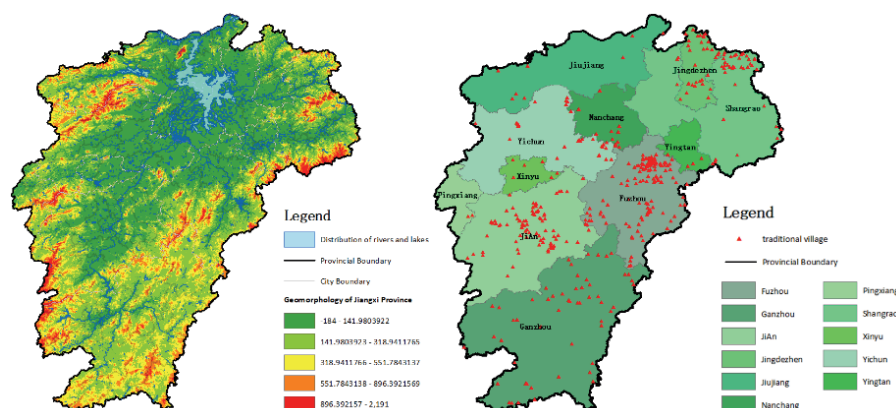 Legend
Distribution of rivers and lakes
Provincial Boundary
City Boundary
Geomorphology of Jiangxi Province
-184 - 141.9803922
141.9803923 - 318.9411765
318.9411766 - 551.7843137
551.7843138 - 896.3921569
896.392157 - 2,191
Jiujiang
Jingdezhen
Shangrao
Nanchang
Yichun
Yingtan
Xinyu
Pingxiang
Fuzhou
JiAn
Ganzhou
Legend
traditional village
Provincial Boundary
Fuzhou
Pingxiang
Ganzhou
Shangrao
JiAn
Xinyu
Jingdezhen
Yichun
Jiujiang
Yingtan
Nanchang